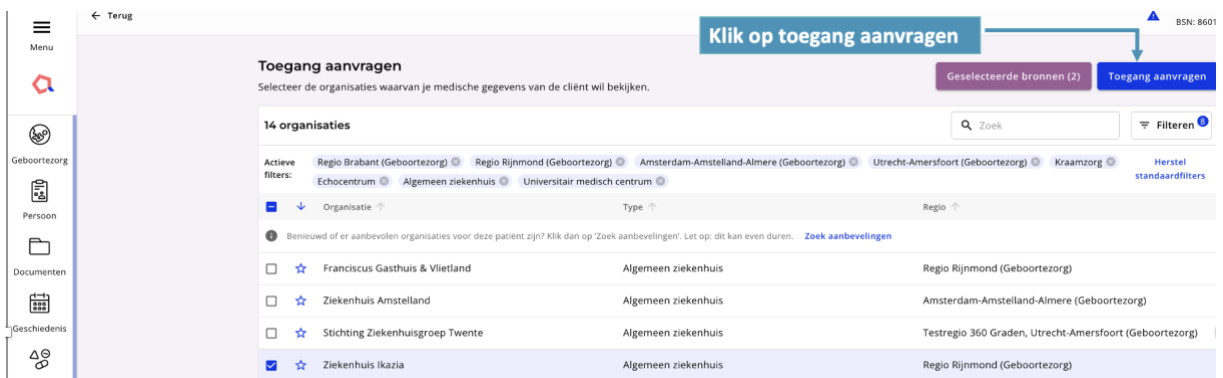 ← Terug
BSN: 8601
Menu
Klik op toegang aanvragen
Toegang aanvragen
Selecteer de organisaties waarvan je medische gegevens van de cliënt wil bekijken.
Geselecteerde bronnen (2)
Toegang aanvragen
14 organisaties
Zoek
Filteren 8
Actieve filters:
Regio Brabant (Geboortezorg)
Regio Rijnmond (Geboortezorg)
Amsterdam-Amstelland-Almere (Geboortezorg)
Utrecht-Amersfoort (Geboortezorg)
Kraamzorg
Echocentrum
Algemeen ziekenhuis
Universitair medisch centrum
Herstel standaardfilters
Organisatie ↑ Type ↑ Regio ↑
Benieuwd of er aanbevolen organisaties voor deze patiënt zijn? Klik dan op 'Zoek aanbevelingen'. Let op: dit kan even duren. Zoek aanbevelingen
Franciscus Gasthuis & Vlietland Algemeen ziekenhuis Regio Rijnmond (Geboortezorg)
Ziekenhuis Amstelland Algemeen ziekenhuis Amsterdam-Amstelland-Almere (Geboortezorg)
Stichting Ziekenhuisgroep Twente Algemeen ziekenhuis Testregio 360 Graden, Utrecht-Amersfoort (Geboortezorg)
Ziekenhuis Ikazia Algemeen ziekenhuis Regio Rijnmond (Geboortezorg)
Geboortezorg
Persoon
Documenten
Geschiedenis